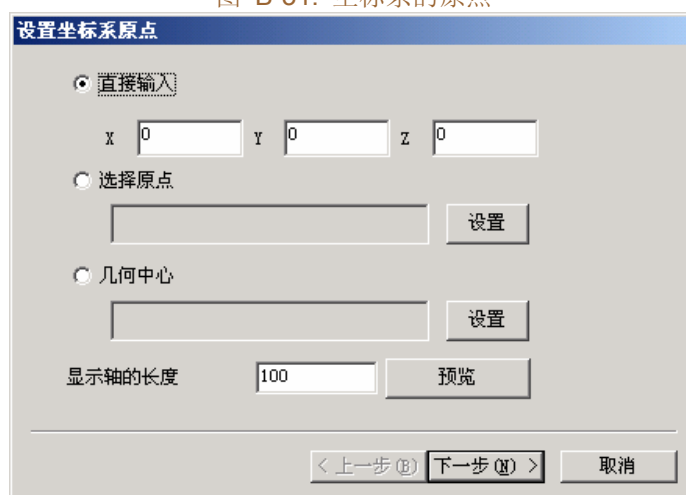 设置坐标系原点
直接输入
X 0 Y 0 Z 0
选择原点
设置
几何中心
设置
显示轴的长度 100 预览
< 上一步(B) 下一步(N) > 取消